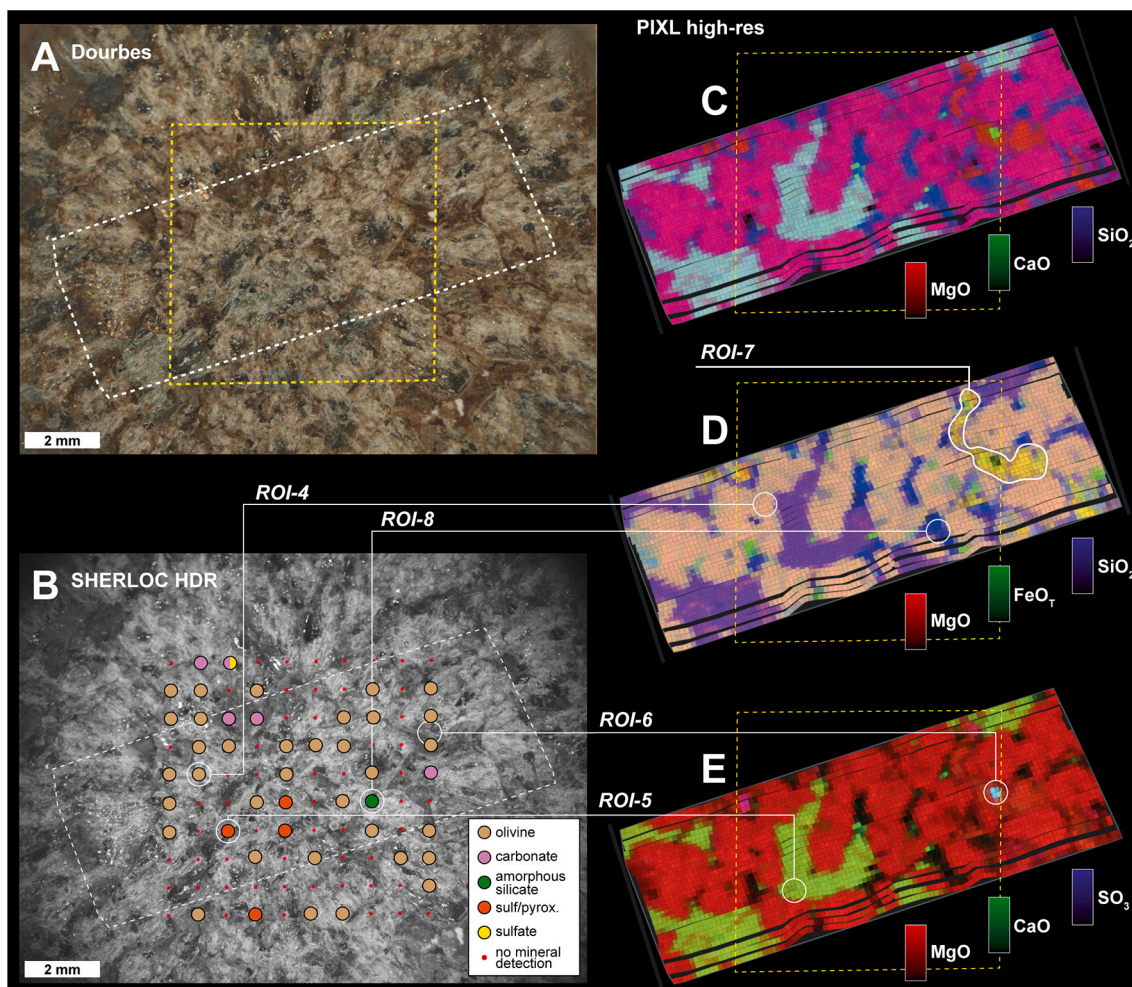 A Dourbes
2 mm
PIXL high-res
C
SiO₂
CaO
MgO
ROI-7
D
SiO₂
FeO_T
MgO
ROI-4
ROI-8
B SHERLOC HDR
ROI-6
ROI-5
E
SO₃
CaO
MgO
olivine
carbonate
amorphous
silicate
sulf/pyrox.
sulfate
no mineral
detection
2 mm